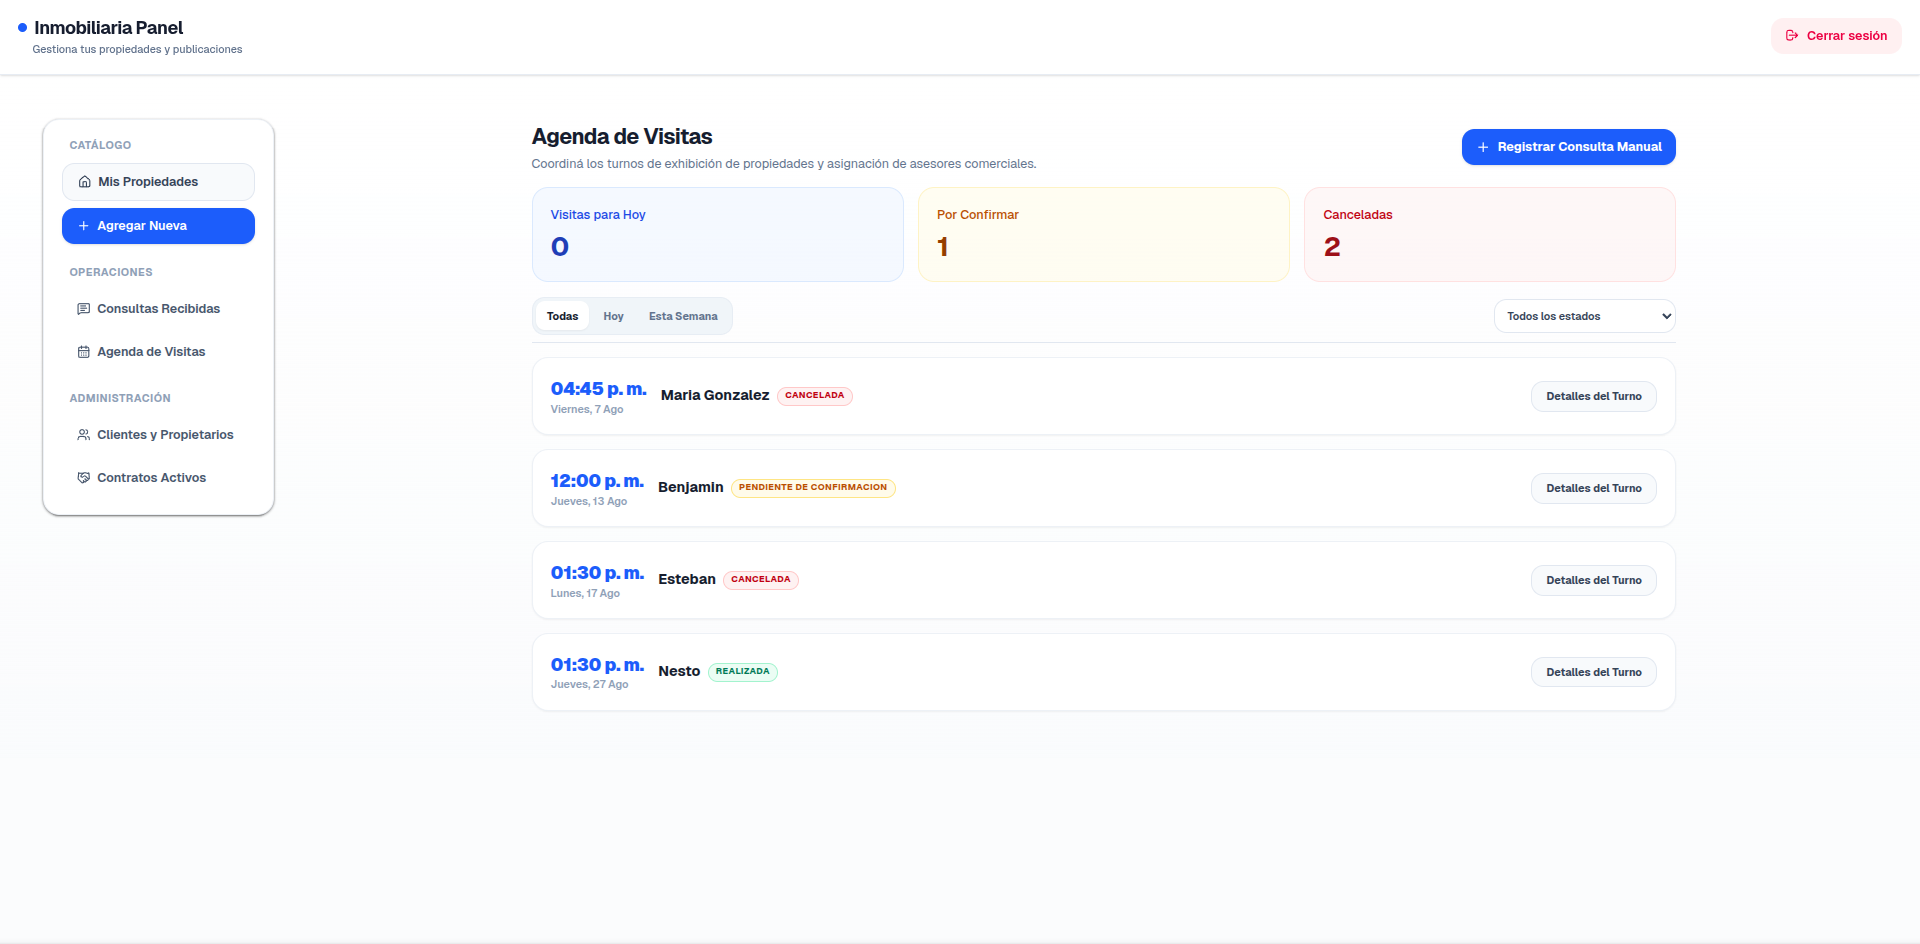 Inmobiliaria Panel
Gestiona tus propiedades y publicaciones
Cerrar sesión
CATÁLOGO
Mis Propiedades
Agregar Nueva
OPERACIONES
Consultas Recibidas
Agenda de Visitas
ADMINISTRACIÓN
Clientes y Propietarios
Contratos Activos
Agenda de Visitas
Coordiná los turnos de exhibición de propiedades y asignación de asesores comerciales.
Registrar Consulta Manual
Visitas para Hoy
0
Por Confirmar
1
Canceladas
2
Todas Hoy Esta Semana
Todos los estados
04:45 p. m. Maria Gonzalez CANCELADA
Viernes, 7 Ago
Detalles del Turno
12:00 p. m. Benjamin PENDIENTE DE CONFIRMACION
Jueves, 13 Ago
Detalles del Turno
01:30 p. m. Esteban CANCELADA
Lunes, 17 Ago
Detalles del Turno
01:30 p. m. Nesto REALIZADA
Jueves, 27 Ago
Detalles del Turno